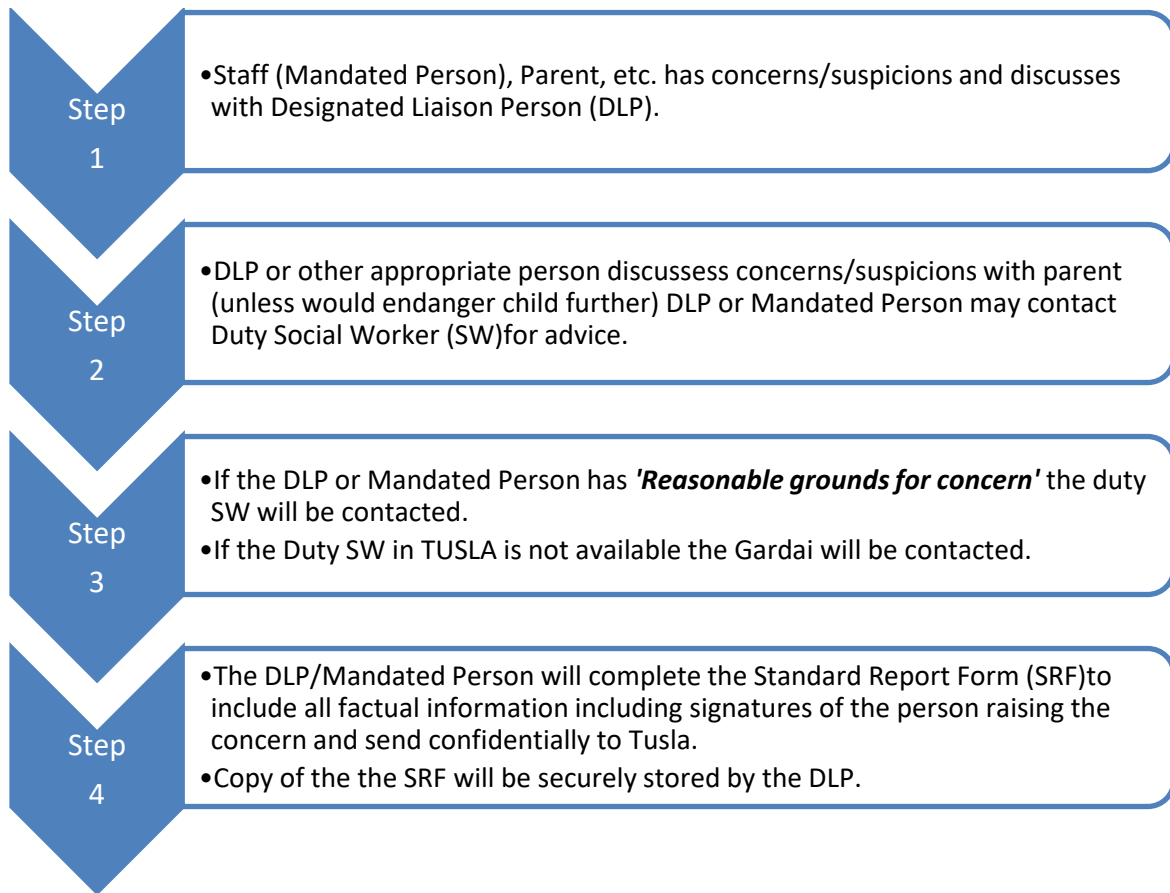 Step
1
•Staff (Mandated Person), Parent, etc. has concerns/suspicions and discusses
with Designated Liaison Person (DLP).
Step
2
•DLP or other appropriate person discussess concerns/suspicions with parent
(unless would endanger child further) DLP or Mandated Person may contact
Duty Social Worker (SW)for advice.
Step
3
•If the DLP or Mandated Person has 'Reasonable grounds for concern' the duty
SW will be contacted.
•If the Duty SW in TUSLA is not available the Gardai will be contacted.
Step
4
•The DLP/Mandated Person will complete the Standard Report Form (SRF)to
include all factual information including signatures of the person raising the
concern and send confidentially to Tusla.
•Copy of the the SRF will be securely stored by the DLP.